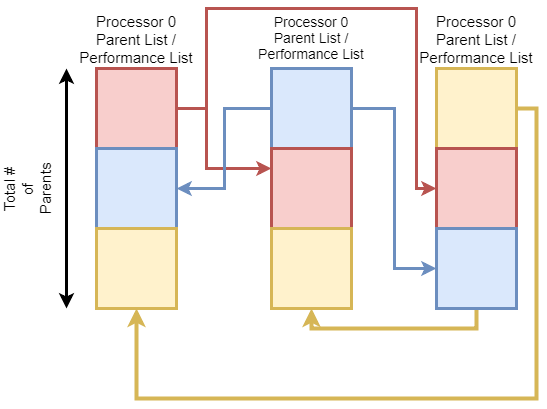 Processor 0
Parent List /
Performance List
Processor 0
Parent List /
Performance List
Processor 0
Parent List /
Performance List
Total #
of
Parents